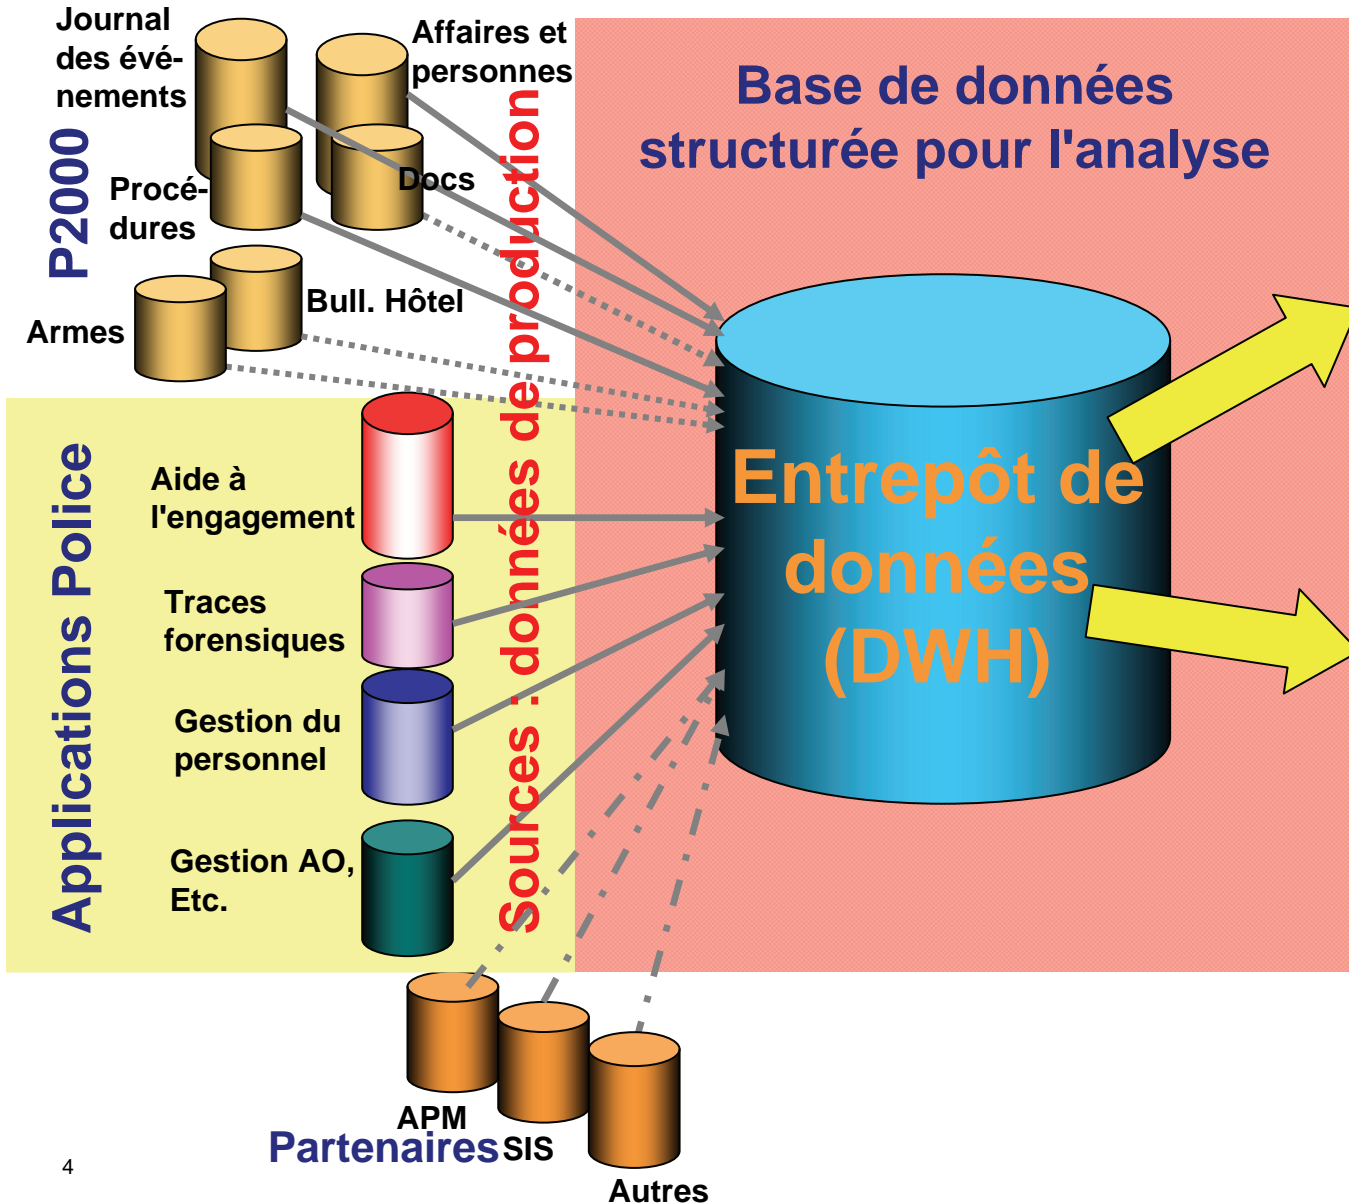 Journal
des évé-
nements
Affaires et
personnes
P2000
Procé-
dures
Docs
Bull. Hôtel
Armes
Sources : données de production
Base de données
structurée pour l'analyse
Applications Police
Aide à
l'engagement
Traces
forensiques
Gestion du
personnel
Gestion AO,
Etc.
Entrepôt de
données
(DWH)
APM
Partenaires
SIS
Autres
4